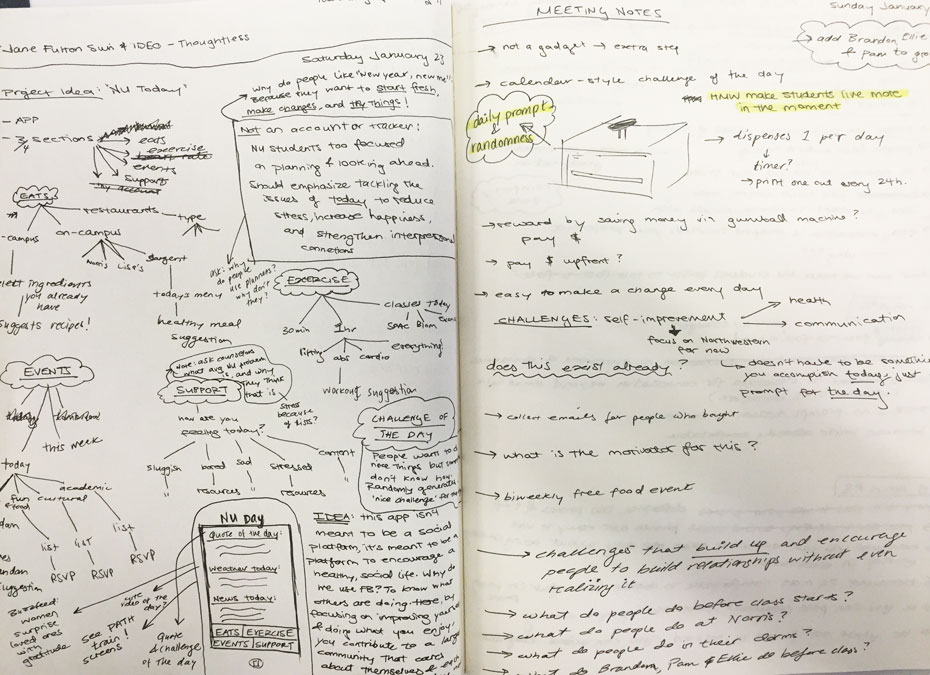 Jane Fulton Suri & IDEO - Thoughtless
Saturday January 23
Project Idea: "NU Today"
- APP
- 3/4 sections
eats
exercise
heart rate
events
support
my account
why do people like "new year, new me"?
Because they want to start fresh,
make changes, and try things!
Not an account or tracker:
NU students too focused
on planning & looking ahead.
Should emphasize tackling the
issues of today to reduce
stress, increase happiness,
and strengthen interpersonal
connections
ask: why
do people
use planners?
why don't
they?
EATS
restaurants
type
-campus
on-campus
Norris
Lisa's
Sargent
today's menu
healthy meal
suggestion
select ingredients
you already
have
suggests recipe!
EXERCISE
30min
1hr
classes today
SPAC
Blom
lifting
abs
cardio
everything!
workout suggestion
EVENTS
today
tomorrow
this week
today
fun
& food
cultural
academic
list
list
list
RSVP
RSVP
RSVP
suggestion
Note: ask counselors
what avg NU problem
is and why
they think
that is
SUPPORT
how are you
feeling today?
stress
because
of lists?
sluggish
bored
sad
stressed
content
"
resources
"
resources
"
CHALLENGE OF
THE DAY
People want to do
nice things but
don't know how.
Randomly generated
'nice challenge' for the
NU DAY
Quote of the day:
Weather today:
News today:
EATS EXERCISE
EVENTS SUPPORT
Buzzfeed:
women
surprise
loved ones
with
gratitude
see PATH
train!
screens
cute
video of the
day?
Quote
& challenge
of the day
IDEA: this app isn't
meant to be a social
platform, it's meant to be a
platform to encourage a
healthy, social life. Why do
we use FB? To know what
others are doing. Here, by
focusing on improving yourself
& doing what you enjoy,
you contribute to a larger
community that cares
about themselves &
MEETING NOTES
Sunday January
→ add Brandon, Ellie
& Pam to
→ not a gadget → extra step
→ calendar-style challenge of the day
HMW make students live more
in the moment
daily prompt
randomness
→ dispenses 1 per day
timer?
→ print one out every 24h.
→ reward by saving money via gumball machine?
pay $
→ pay $ upfront?
→ easy to make a change every day
CHALLENGES: self-improvement
health
communication
focus on Northwestern
for now
does this exist already?
doesn't have to be something
you accomplish today; just
prompt for the day.
→ collect emails for people who bought
→ what is the motivator for this?
→ biweekly free food event
→ challenges that build up and encourage
people to build relationships without even
realizing it
→ what do people do before class starts?
→ what do people do at Norris?
→ what do people do in their dorms?
→ what do Brandon, Pam & Ellie do before class?